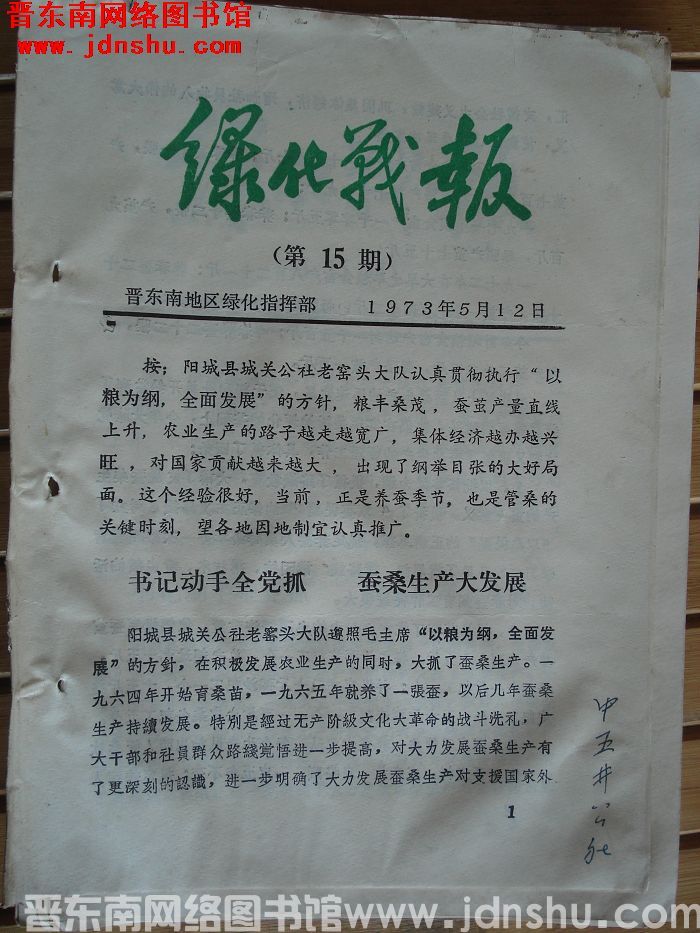 晋东南网络图书馆
www.jdnshu.com
绿化战报
（第15期）
晋东南地区绿化指挥部 1973年5月12日
按；阳城县城关公社老窑头大队认真贯彻执行“以
粮为纲，全面发展”的方针，粮丰桑茂，蚕茧产量直线
上升，农业生产的路子越走越宽广，集体经济越办越兴
旺，对国家贡献越来越大，出现了纲举目张的大好局
面。这个经验很好，当前，正是养蚕季节，也是管桑的
关键时刻，望各地因地制宜认真推广。
书记动手全党抓 蚕桑生产大发展
阳城县城关公社老窰头大队遵照毛主席“以粮为纲，全面发
展”的方針，在积极发展农业生产的同时，大抓了蚕桑生产。一
九六四年开始育桑苗，一九六五年就养了一張蚕，以后几年蚕桑
生产持續发展。特別是經过无产阶級文化大革命的战斗洗礼，广
大干部和社員群众路綫覚悟进一步提高，对大力发展蚕桑生产有
了更深刻的認識，进一步明确了大力发展蚕桑生产对支援国家外
1
中五井公社
晋东南网络图书馆www.jdnshu.com